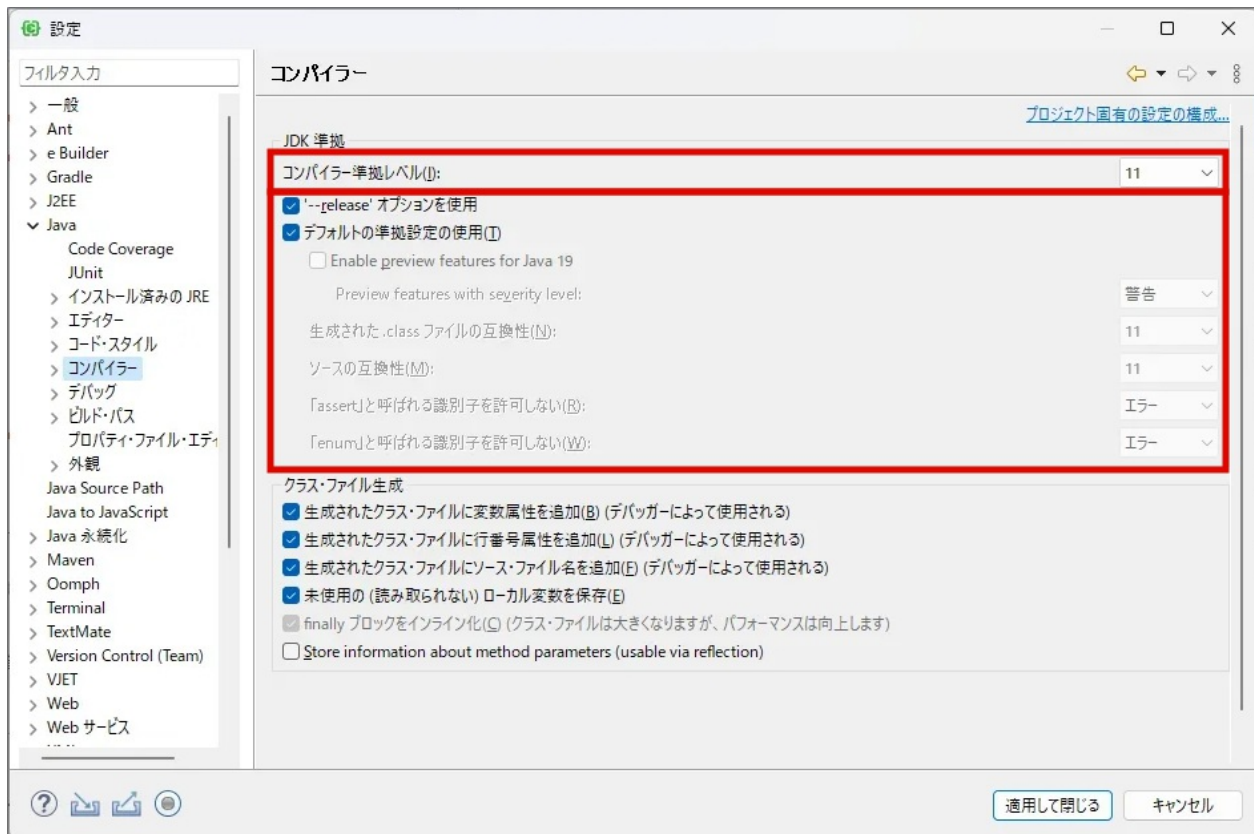 設定
フィルタ入力
一般
Ant
e Builder
Gradle
J2EE
Java
Code Coverage
JUnit
インストール済みの JRE
エディター
コード・スタイル
コンパイラー
デバッグ
ビルド・パス
プロパティ・ファイル・エディ
外観
Java Source Path
Java to JavaScript
Java 永続化
Maven
Oomph
Terminal
TextMate
Version Control (Team)
VJET
Web
Web サービス
コンパイラー
プロジェクト固有の設定の構成...
JDK 準拠
コンパイラー準拠レベル(J): 11
'--release' オプションを使用
デフォルトの準拠設定の使用(T)
Enable preview features for Java 19
Preview features with severity level: 警告
生成された .class ファイルの互換性(N): 11
ソースの互換性(M): 11
「assert」と呼ばれる識別子を許可しない(R): エラー
「enum」と呼ばれる識別子を許可しない(W): エラー
クラス・ファイル生成
生成されたクラス・ファイルに変数属性を追加(B) (デバッガーによって使用される)
生成されたクラス・ファイルに行番号属性を追加(L) (デバッガーによって使用される)
生成されたクラス・ファイルにソース・ファイル名を追加(F) (デバッガーによって使用される)
未使用の (読み取られない) ローカル変数を保存(E)
finally ブロックをインライン化(C) (クラス・ファイルは大きくなりますが、パフォーマンスは向上します)
Store information about method parameters (usable via reflection)
適用して閉じる
キャンセル